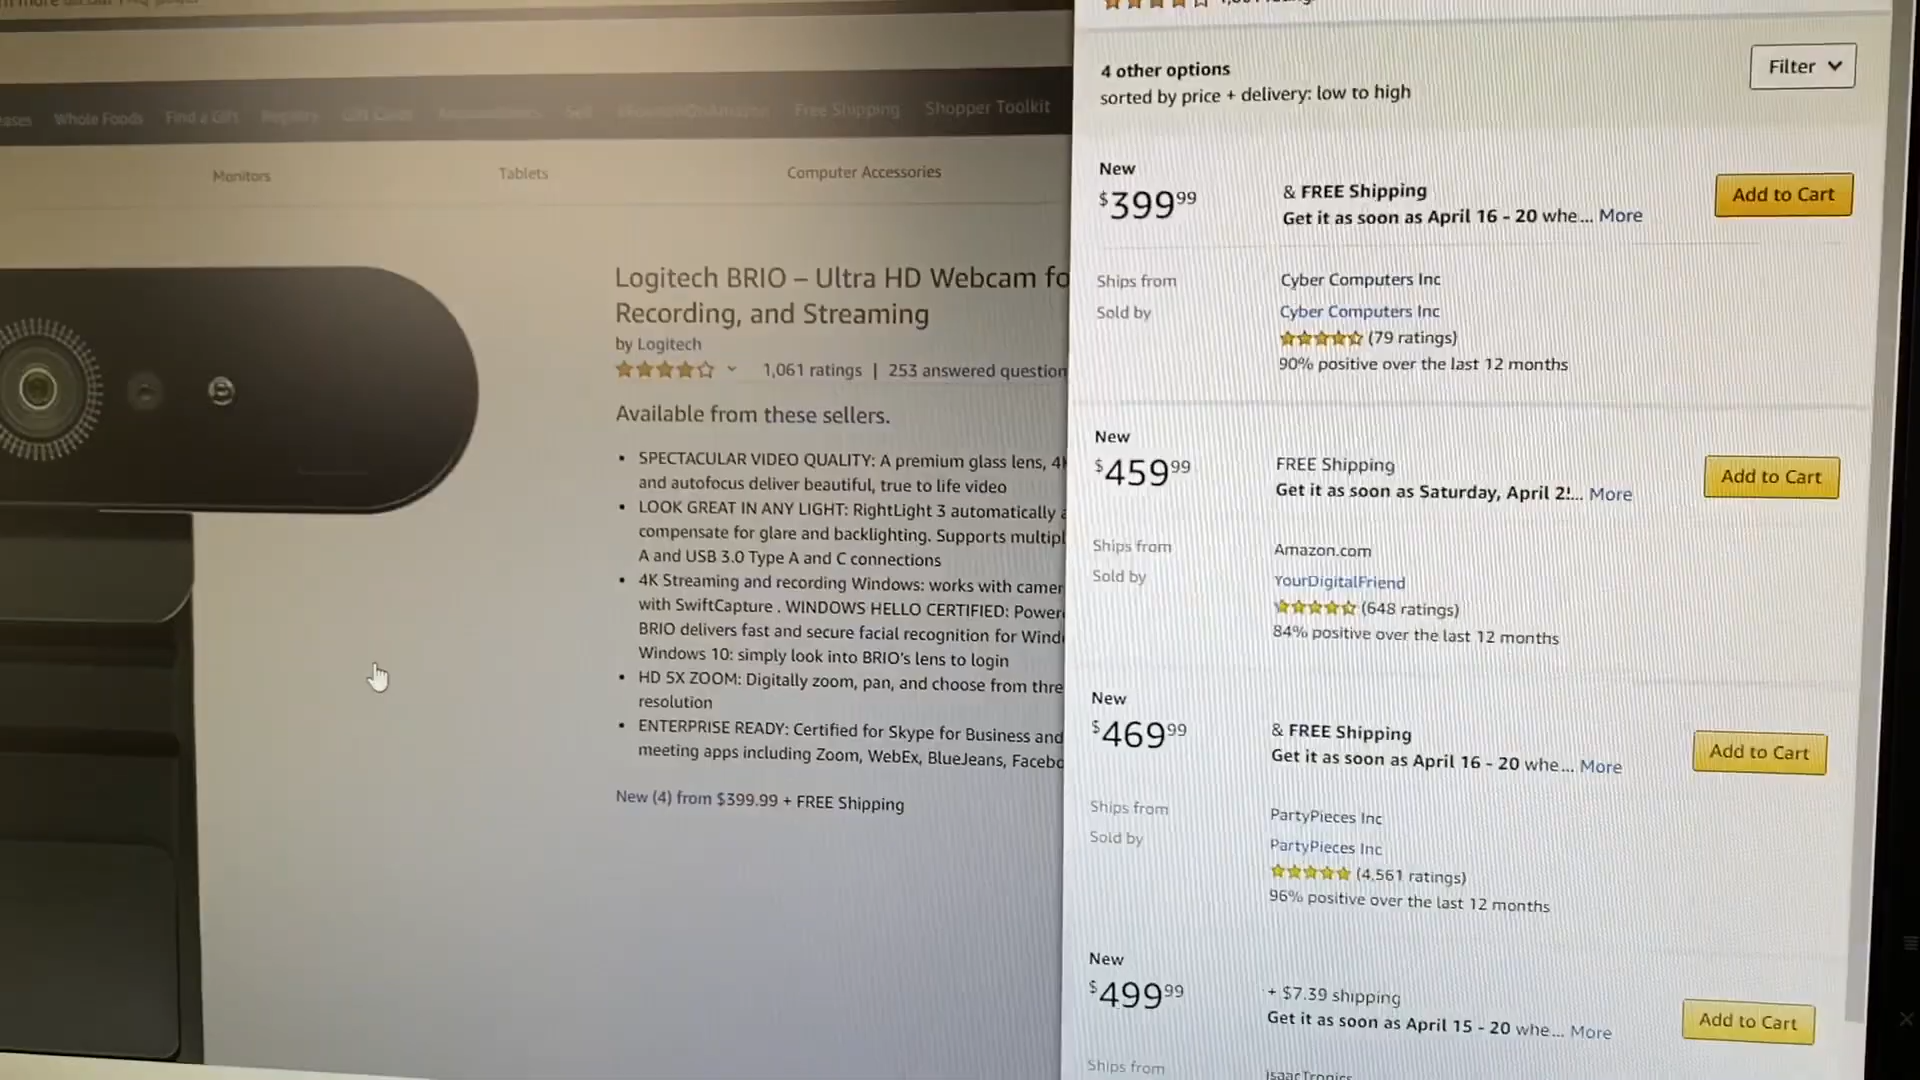 Whole Foods Find a Gift Registry Gift Cards Sell Free Shipping Shopper Toolkit
Monitors Tablets Computer Accessories
Logitech BRIO – Ultra HD Webcam fo
Recording, and Streaming
by Logitech
1,061 ratings | 253 answered question
Available from these sellers.
• SPECTACULAR VIDEO QUALITY: A premium glass lens, 4K
and autofocus deliver beautiful, true to life video
• LOOK GREAT IN ANY LIGHT: RightLight 3 automatically a
compensate for glare and backlighting. Supports multipl
A and USB 3.0 Type A and C connections
• 4K Streaming and recording Windows: works with camer
with SwiftCapture . WINDOWS HELLO CERTIFIED: Power
BRIO delivers fast and secure facial recognition for Wind
Windows 10: simply look into BRIO's lens to login
• HD 5X ZOOM: Digitally zoom, pan, and choose from thre
resolution
• ENTERPRISE READY: Certified for Skype for Business and
meeting apps including Zoom, WebEx, BlueJeans, Facebo
New (4) from $399.99 + FREE Shipping
4 other options
sorted by price + delivery: low to high
Filter
New
$399.99
& FREE Shipping
Get it as soon as April 16 - 20 whe... More
Add to Cart
Ships from Cyber Computers Inc
Sold by Cyber Computers Inc
(79 ratings)
90% positive over the last 12 months
New
$459.99
FREE Shipping
Get it as soon as Saturday, April 2!... More
Add to Cart
Ships from Amazon.com
Sold by YourDigitalFriend
(648 ratings)
84% positive over the last 12 months
New
$469.99
& FREE Shipping
Get it as soon as April 16 - 20 whe... More
Add to Cart
Ships from PartyPieces Inc
Sold by PartyPieces Inc
(4,561 ratings)
96% positive over the last 12 months
New
$499.99
+ $7.39 shipping
Get it as soon as April 15 - 20 whe... More
Add to Cart
Ships from IsaacTronics